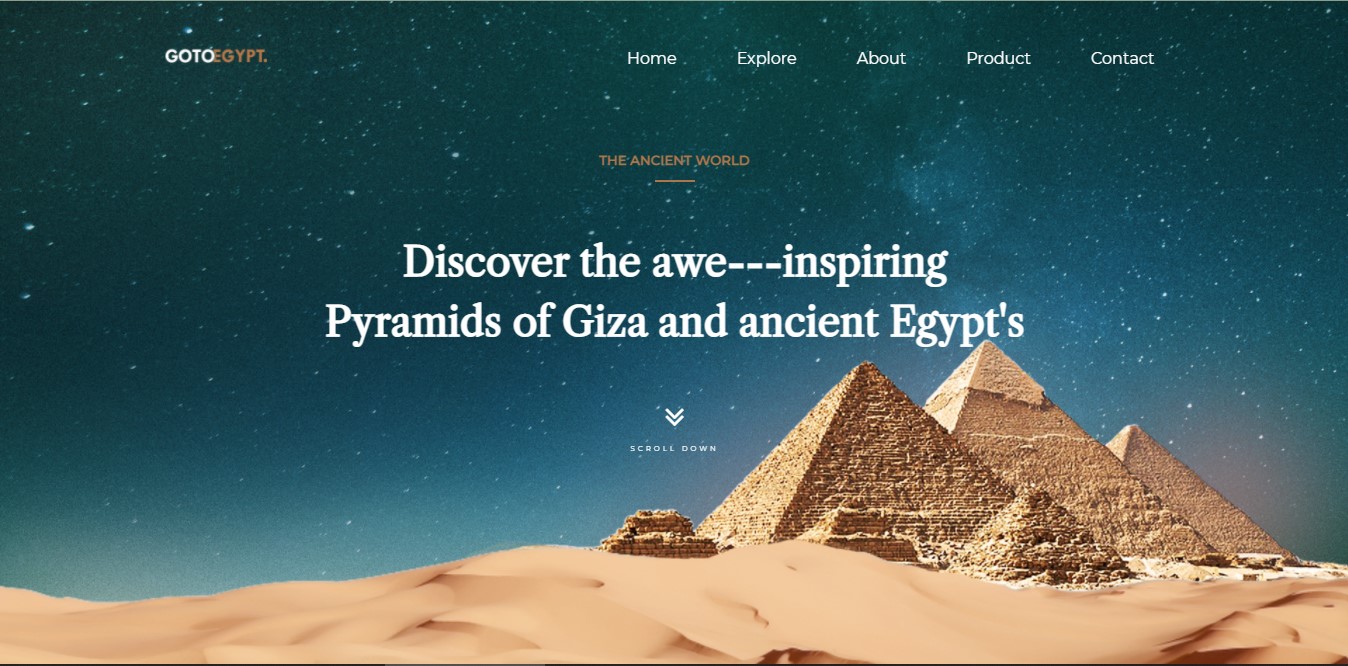 GOTOEGYPT.
Home Explore About Product Contact
THE ANCIENT WORLD
Discover the awe---inspiring
Pyramids of Giza and ancient Egypt's
SCROLL DOWN